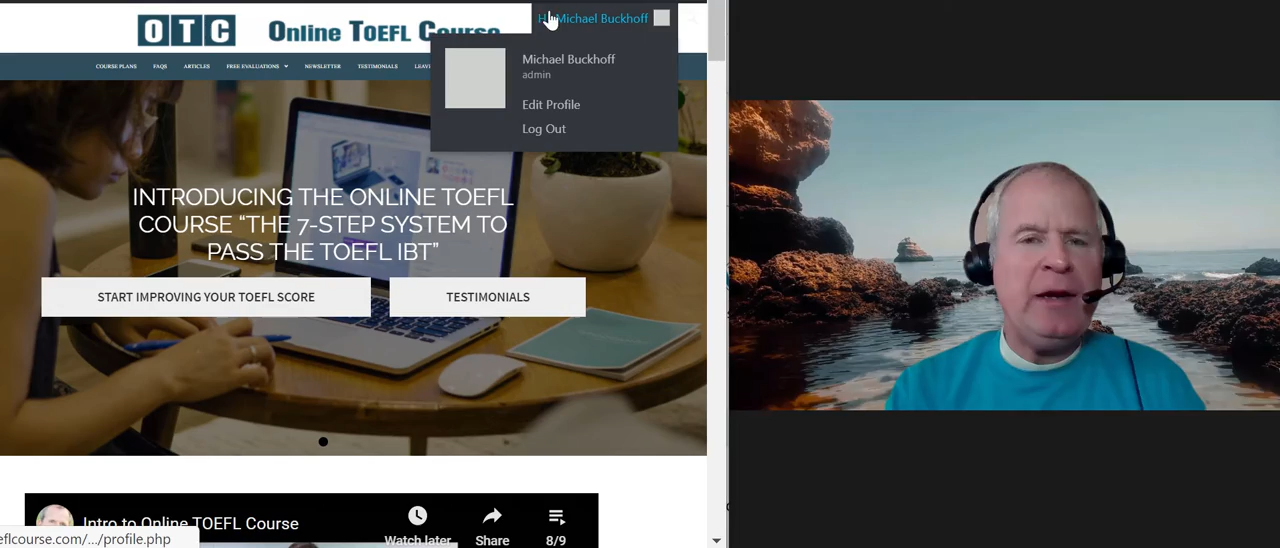 OTC Online TOEFL Course
Michael Buckhoff
Michael Buckhoff
admin
Edit Profile
Log Out
COURSE PLANS FAQS ARTICLES FREE EVALUATIONS NEWSLETTER TESTIMONIALS
INTRODUCING THE ONLINE TOEFL
COURSE “THE 7-STEP SYSTEM TO
PASS THE TOEFL IBT”
START IMPROVING YOUR TOEFL SCORE
TESTIMONIALS
Intro to Online TOEFL Course
Watch later Share 8/9
eflcourse.com/.../profile.php